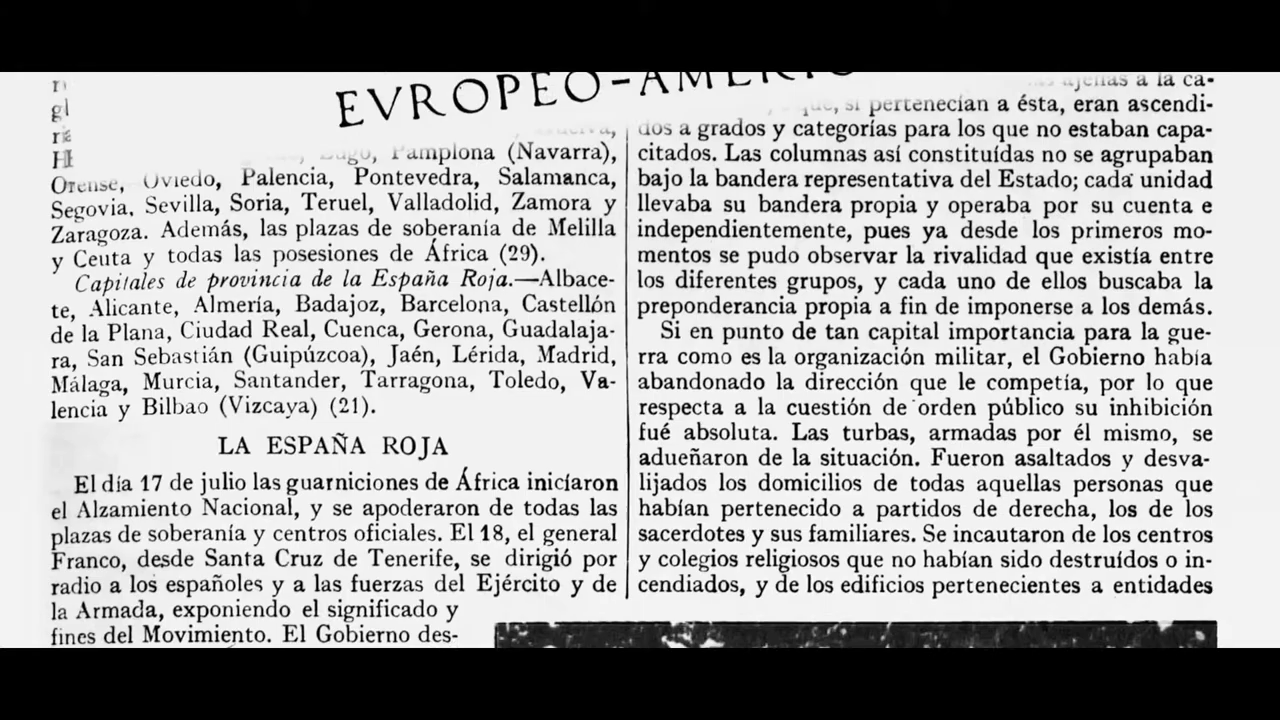 EVROPEO-AMERIC
Lugo, Pamplona (Navarra),
Orense, Oviedo, Palencia, Pontevedra, Salamanca,
Segovia, Sevilla, Soria, Teruel, Valladolid, Zamora y
Zaragoza. Además, las plazas de soberanía de Melilla
y Ceuta y todas las posesiones de África (29).
Capitales de provincia de la España Roja.—Albace-
te, Alicante, Almería, Badajoz, Barcelona, Castellón
de la Plana, Ciudad Real, Cuenca, Gerona, Guadalaja-
ra, San Sebastián (Guipúzcoa), Jaén, Lérida, Madrid,
Málaga, Murcia, Santander, Tarragona, Toledo, Va-
lencia y Bilbao (Vizcaya) (21).
LA ESPAÑA ROJA
El día 17 de julio las guarniciones de África iniciaron
el Alzamiento Nacional, y se apoderaron de todas las
plazas de soberanía y centros oficiales. El 18, el general
Franco, desde Santa Cruz de Tenerife, se dirigió por
radio a los españoles y a las fuerzas del Ejército y de
la Armada, exponiendo el significado y
fines del Movimiento. El Gobierno des-
ajenas a la ca-
que, si pertenecían a ésta, eran ascendi-
dos a grados y categorías para los que no estaban capa-
citados. Las columnas así constituídas no se agrupaban
bajo la bandera representativa del Estado; cada unidad
llevaba su bandera propia y operaba por su cuenta e
independientemente, pues ya desde los primeros mo-
mentos se pudo observar la rivalidad que existía entre
los diferentes grupos, y cada uno de ellos buscaba la
preponderancia propia a fin de imponerse a los demás.
Si en punto de tan capital importancia para la gue-
rra como es la organización militar, el Gobierno había
abandonado la dirección que le competía, por lo que
respecta a la cuestión de orden público su inhibición
fué absoluta. Las turbas, armadas por él mismo, se
adueñaron de la situación. Fueron asaltados y desva-
lijados los domicilios de todas aquellas personas que
habían pertenecido a partidos de derecha, los de los
sacerdotes y sus familiares. Se incautaron de los centros
y colegios religiosos que no habían sido destruídos o in-
cendiados, y de los edificios pertenecientes a entidades